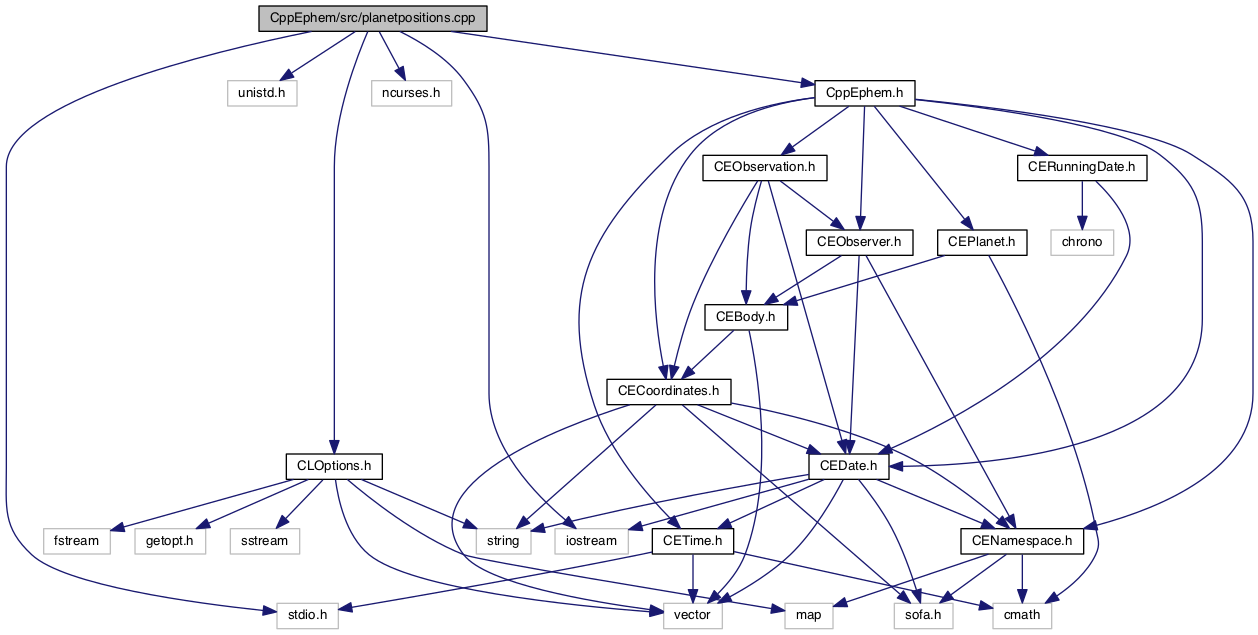 CppEphem/src/planetpositions.cpp
unistd.h
ncurses.h
CppEphem.h
CEObservation.h
CERunningDate.h
CEObserver.h
CEPlanet.h
chrono
CEBody.h
CECoordinates.h
CLOptions.h
CEDate.h
fstream
getopt.h
sstream
string
iostream
CETime.h
CENamespace.h
stdio.h
vector
map
sofa.h
cmath